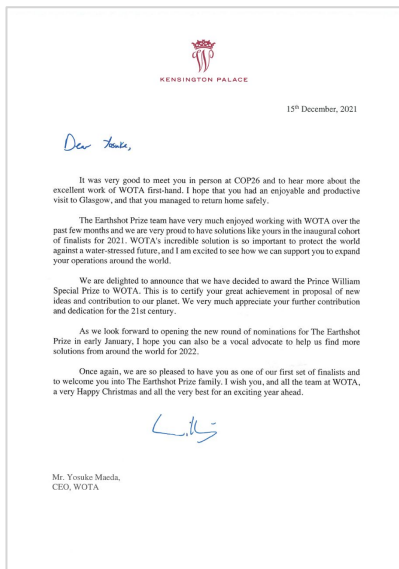 KENSINGTON PALACE
15th December, 2021
Dear Yosuke,
It was very good to meet you in person at COP26 and to hear more about the
excellent work of WOTA first-hand. I hope that you had an enjoyable and productive
visit to Glasgow, and that you managed to return home safely.
The Earthshot Prize team have very much enjoyed working with WOTA over the
past few months and we are very proud to have solutions like yours in the inaugural cohort
of finalists for 2021. WOTA's incredible solution is so important to protect the world
against a water-stressed future, and I am excited to see how we can support you to expand
your operations around the world.
We are delighted to announce that we have decided to award the Prince William
Special Prize to WOTA. This is to certify your great achievement in proposal of new
ideas and contribution to our planet. We very much appreciate your further contribution
and dedication for the 21st century.
As we look forward to opening the new round of nominations for The Earthshot
Prize in early January, I hope you can also be a vocal advocate to help us find more
solutions from around the world for 2022.
Once again, we are so pleased to have you as one of our first set of finalists and
to welcome you into The Earthshot Prize family. I wish you, and all the team at WOTA,
a very Happy Christmas and all the very best for an exciting year ahead.
Mr. Yosuke Maeda,
CEO, WOTA